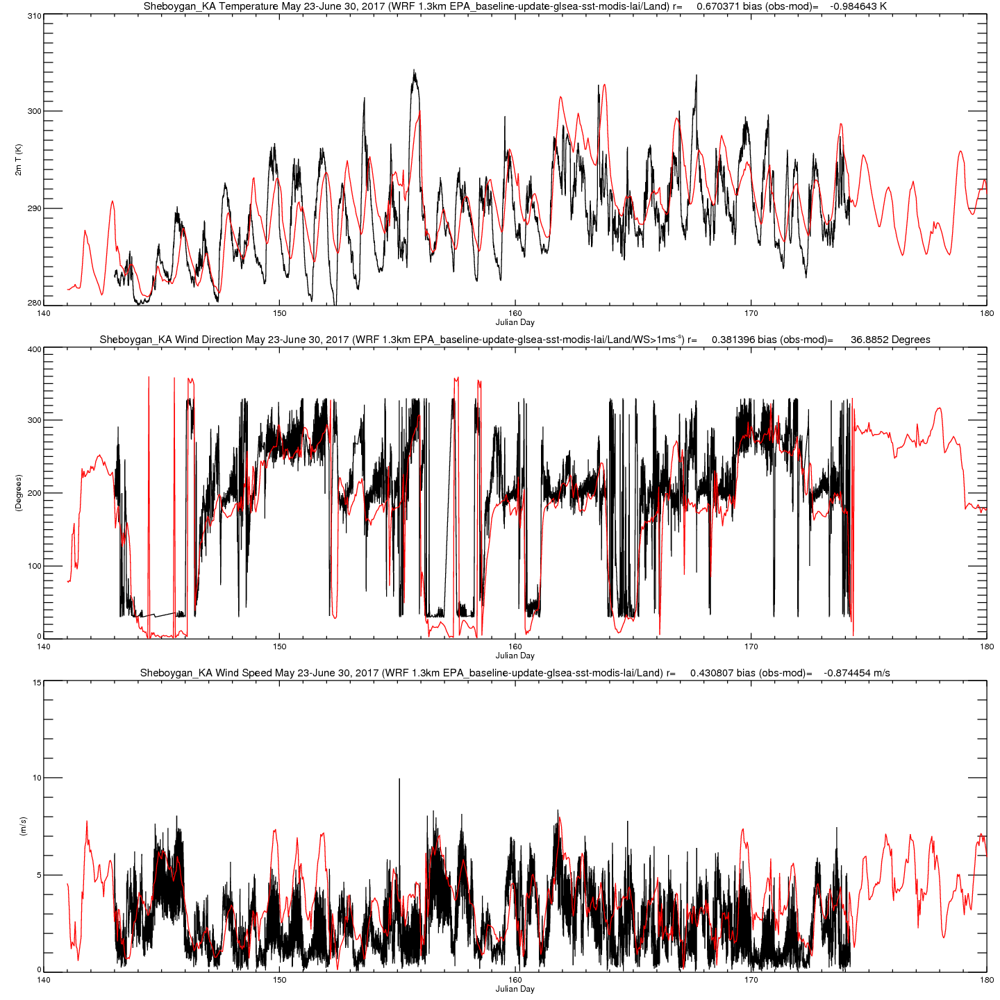 Sheboygan_KA Temperature May 23-June 30, 2017 (WRF 1.3km EPA_baseline-update-glsea-sst-modis-lai/Land) r= 0.670371 bias (obs-mod)= -0.984643 K
310
300
290
280
2m T (K)
140 150 160 170 180
Julian Day
Sheboygan_KA Wind Direction May 23-June 30, 2017 (WRF 1.3km EPA_baseline-update-glsea-sst-modis-lai/Land/WS>1ms-s) r= 0.381396 bias (obs-mod)= 36.8852 Degrees
400
300
200
100
0
(Degrees)
140 150 160 170 180
Julian Day
Sheboygan_KA Wind Speed May 23-June 30, 2017 (WRF 1.3km EPA_baseline-update-glsea-sst-modis-lai/Land) r= 0.430807 bias (obs-mod)= -0.874454 m/s
15
10
5
0
(m/s)
140 150 160 170 180
Julian Day